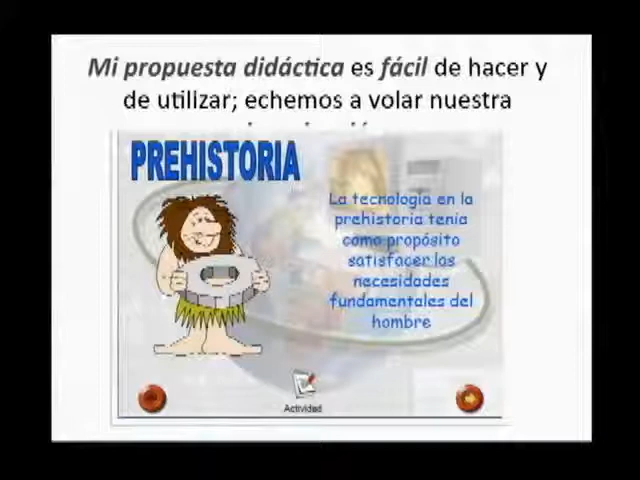 Mi propuesta didáctica es fácil de hacer y
de utilizar; echemos a volar nuestra
PREHISTORIA
La tecnología en la
prehistoria tenía
como propósito
satisfacer las
necesidades
fundamentales del
hombre
Actividad